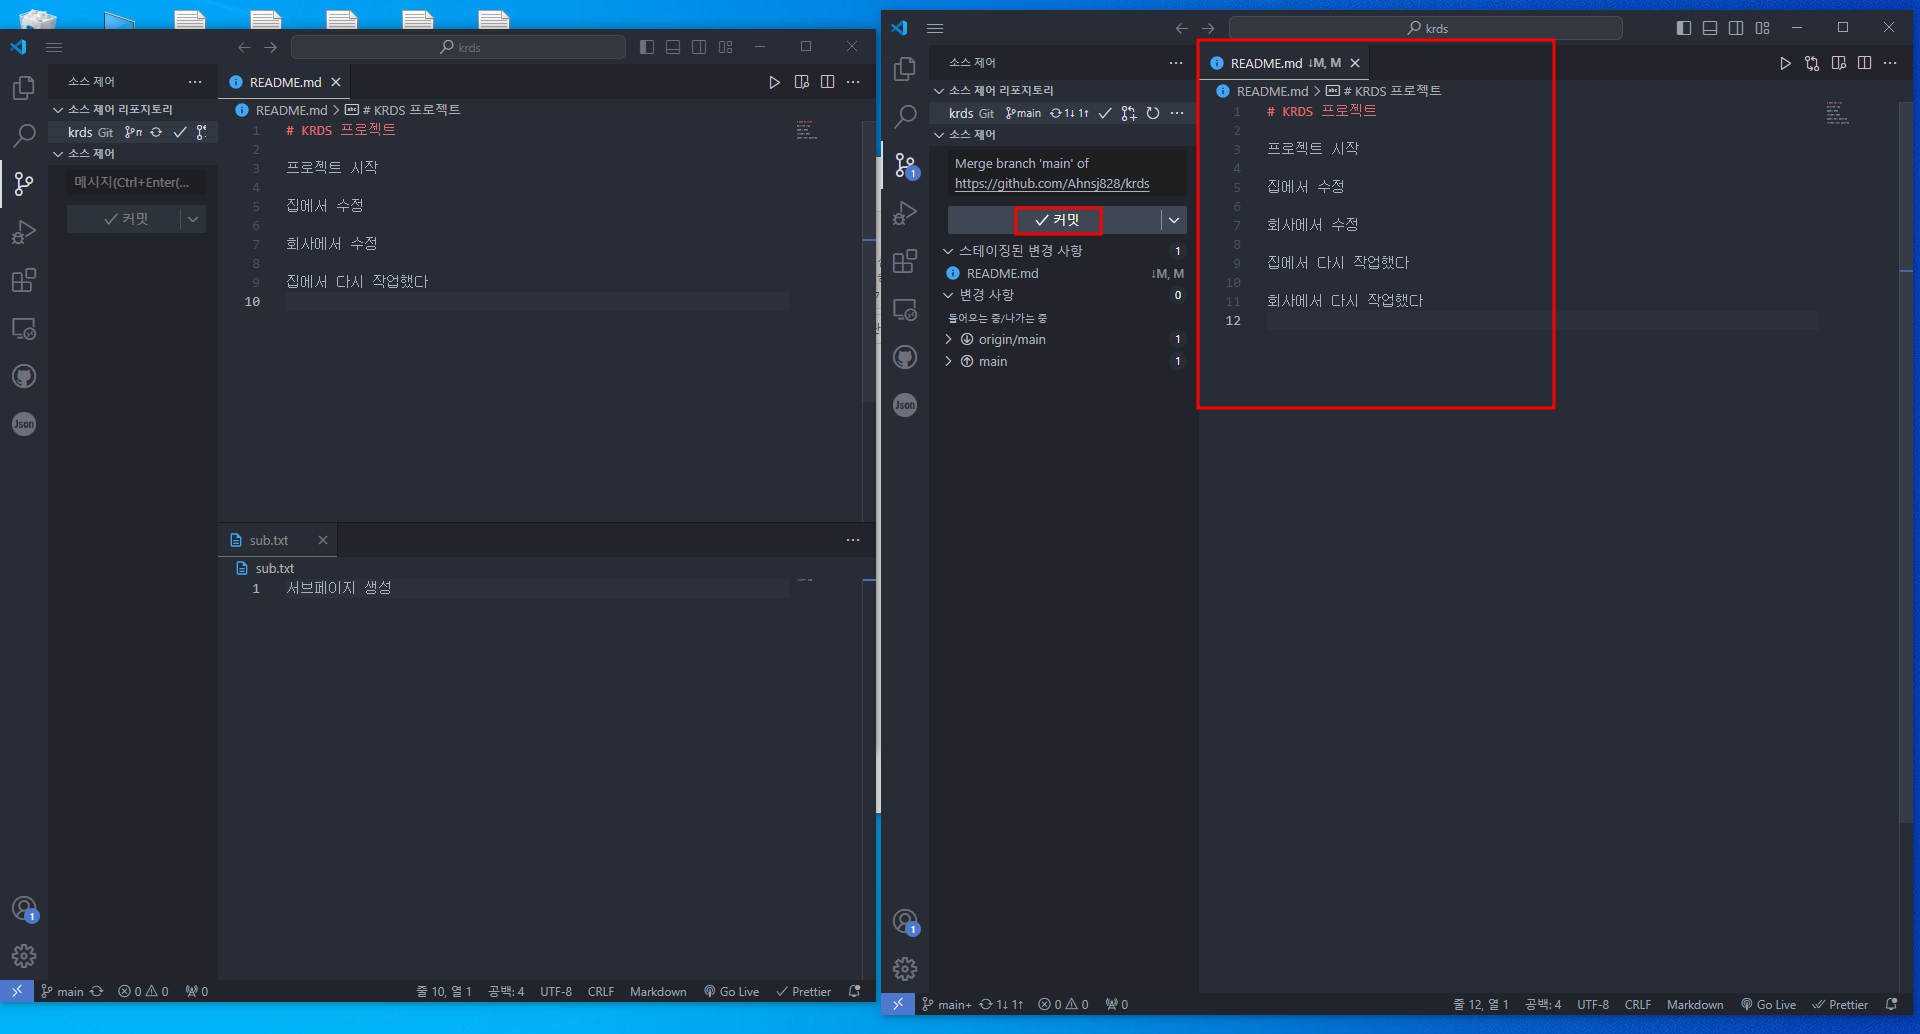 krds
소스 제어
README.md
소스 제어 리포지토리
krds Git
소스 제어
메시지(Ctrl+Enter(...
커밋
README.md > # KRDS 프로젝트
1 # KRDS 프로젝트
2
3 프로젝트 시작
4
5 집에서 수정
6
7 회사에서 수정
8
9 집에서 다시 작업했다
10
Json
sub.txt
sub.txt
1 서브페이지 생성
1
main 0 0 0
줄 10, 열 1 공백: 4 UTF-8 CRLF Markdown Go Live Prettier
krds
소스 제어
소스 제어 리포지토리
krds Git main 1↓ 1↑
소스 제어
1
Merge branch 'main' of
https://github.com/Ahnsj828/krds
커밋
스테이징된 변경 사항 1
README.md ↓M, M
변경 사항 0
들어오는 중/나가는 중
origin/main 1
main 1
Json
README.md ↓M, M
README.md > # KRDS 프로젝트
1 # KRDS 프로젝트
2
3 프로젝트 시작
4
5 집에서 수정
6
7 회사에서 수정
8
9 집에서 다시 작업했다
10
11 회사에서 다시 작업했다
12
1
main+ 1↓ 1↑ 0 0 0
줄 12, 열 1 공백: 4 UTF-8 CRLF Markdown Go Live Prettier